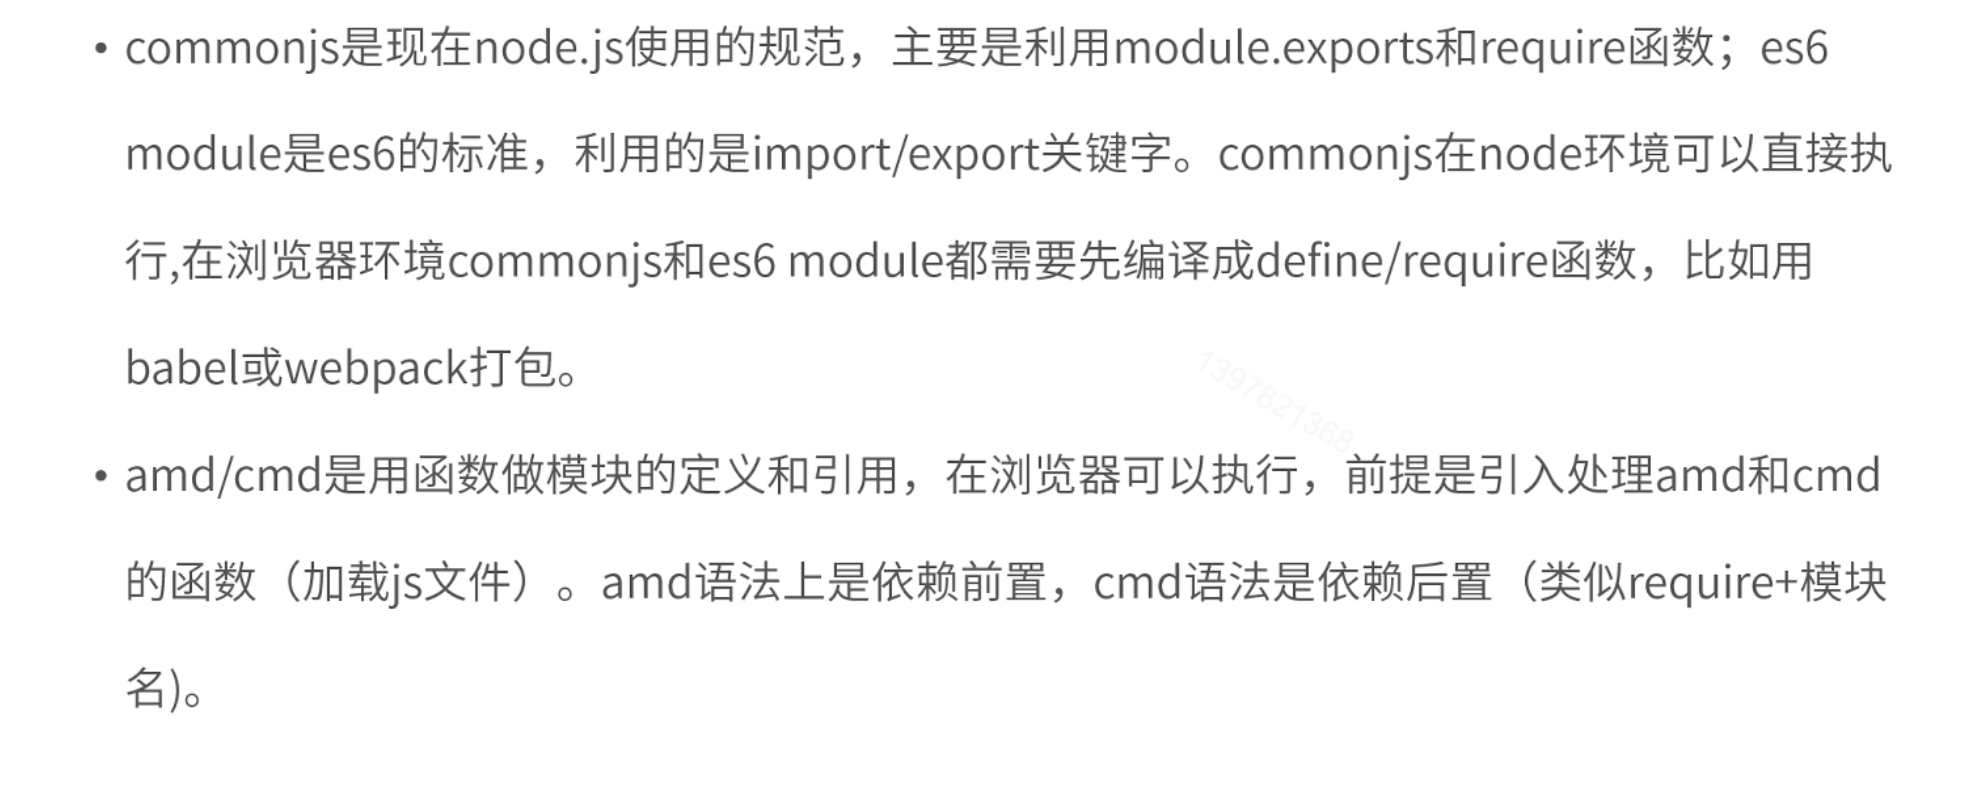 • commonjs是现在node.js使用的规范，主要是利用module.exports和require函数；es6
module是es6的标准，利用的是import/export关键字。commonjs在node环境可以直接执
行,在浏览器环境commonjs和es6 module都需要先编译成define/require函数，比如用
babel或webpack打包。
1397821368
• amd/cmd是用函数做模块的定义和引用，在浏览器可以执行，前提是引入处理amd和cmd
的函数（加载js文件）。amd语法上是依赖前置，cmd语法是依赖后置（类似require+模块
名)。